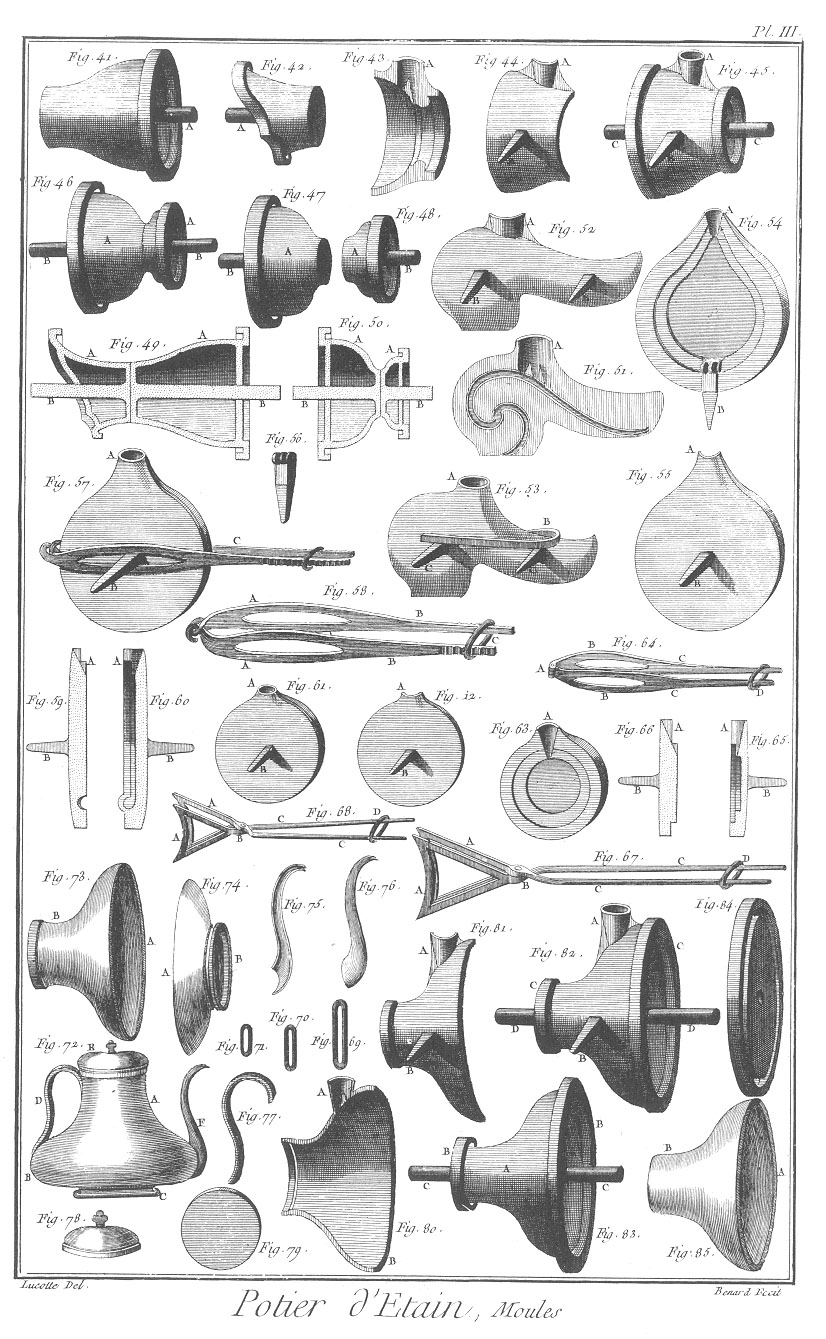 Pl. III.
Fig. 41.
A
Fig. 42.
A
Fig. 43.
A
Fig. 44.
A
A
Fig. 45.
A
C
C
Fig. 46
A
A
B
B
Fig. 47
A
B
Fig. 48.
A
B
Fig. 52
A
B
Fig. 54
A
B
Fig. 49
A
A
B
B
Fig. 50.
A
A
B
Fig. 51.
A
Fig. 56.
Fig. 57.
A
B
C
Fig. 53.
A
B
C
Fig. 55
A
B
Fig. 58.
A
A
B
B
C
Fig. 64.
A
B
B
C
C
D
Fig. 59
A
B
Fig. 60
A
B
Fig. 61
A
B
Fig. 12.
A
B
Fig. 63.
A
Fig. 66
A
B
Fig. 65.
A
B
Fig. 68.
A
A
B
C
C
D
Fig. 67.
A
A
B
C
C
D
Fig. 73.
B
A
Fig. 74.
A
B
Fig. 75.
Fig. 76.
Fig. 81
A
B
Fig. 82
A
B
C
C
D
D
Fig. 84
Fig. 71.
Fig. 70.
Fig. 69.
Fig. 72.
A
B
C
D
E
F
Fig. 77.
Fig. 78.
Fig. 79.
Fig. 80.
A
B
Fig. 83.
A
B
B
C
C
Fig. 85.
A
B
Lucotte Del.
Benard Fecit
Potier d'Etain, Moules